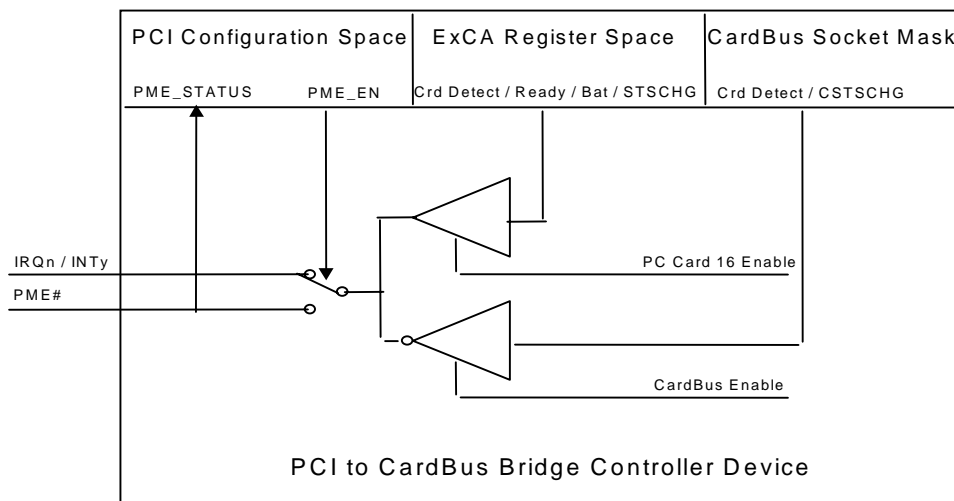 PCI Configuration Space
ExCA Register Space
CardBus Socket Mask
PME_STATUS
PME_EN
Crd Detect / Ready / Bat / STSCHG
Crd Detect / CSTSCHG
IRQn / INTy
PC Card 16 Enable
PME#
CardBus Enable
PCI to CardBus Bridge Controller Device